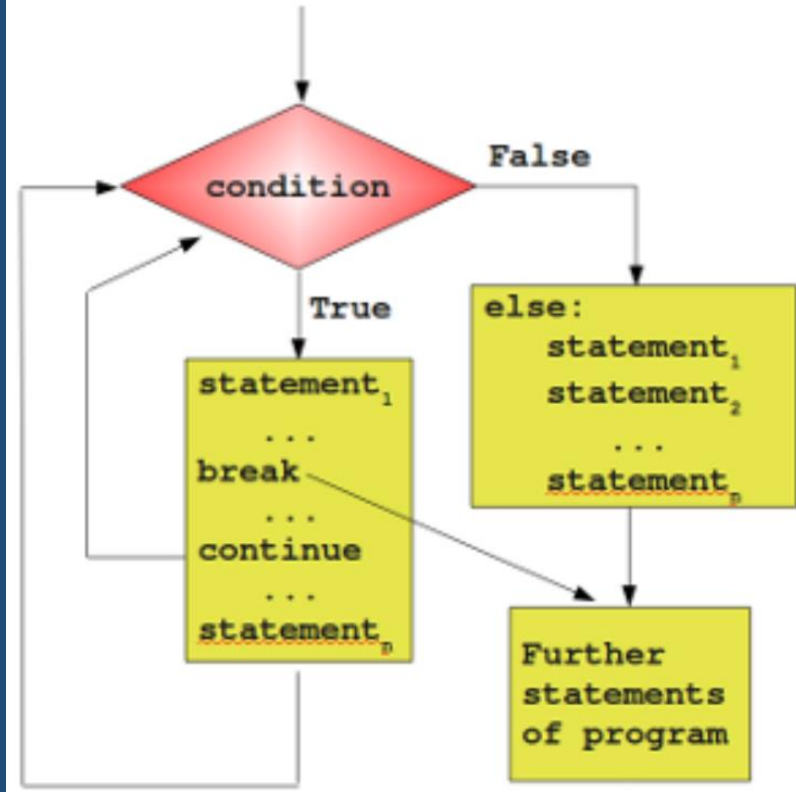 condition
False
True
statement₁
...
break
...
continue
...
statementₙ
else:
statement₁
statement₂
...
statementₙ
Further
statements
of program